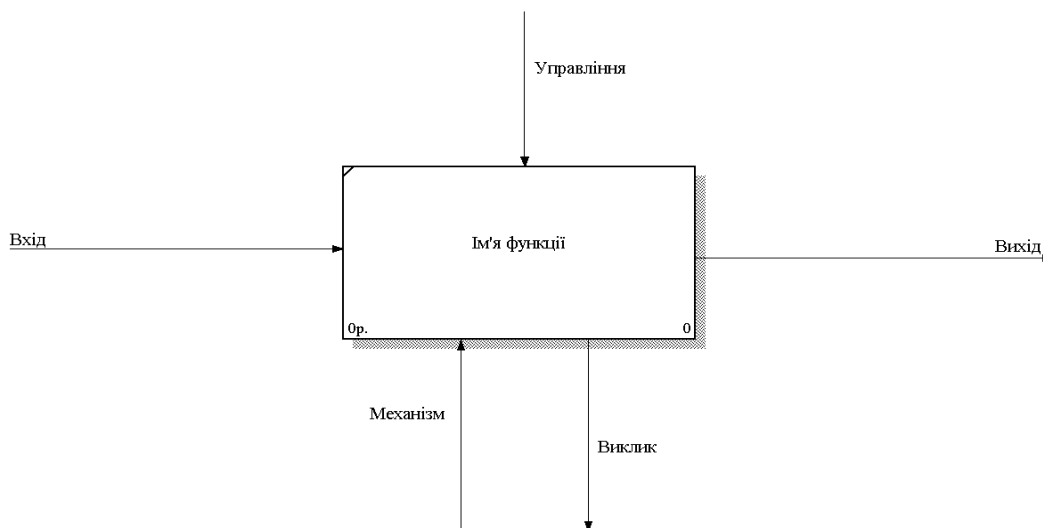 Управління
Вхід
Ім'я функції
Вихід
0р.
0
Механізм
Виклик